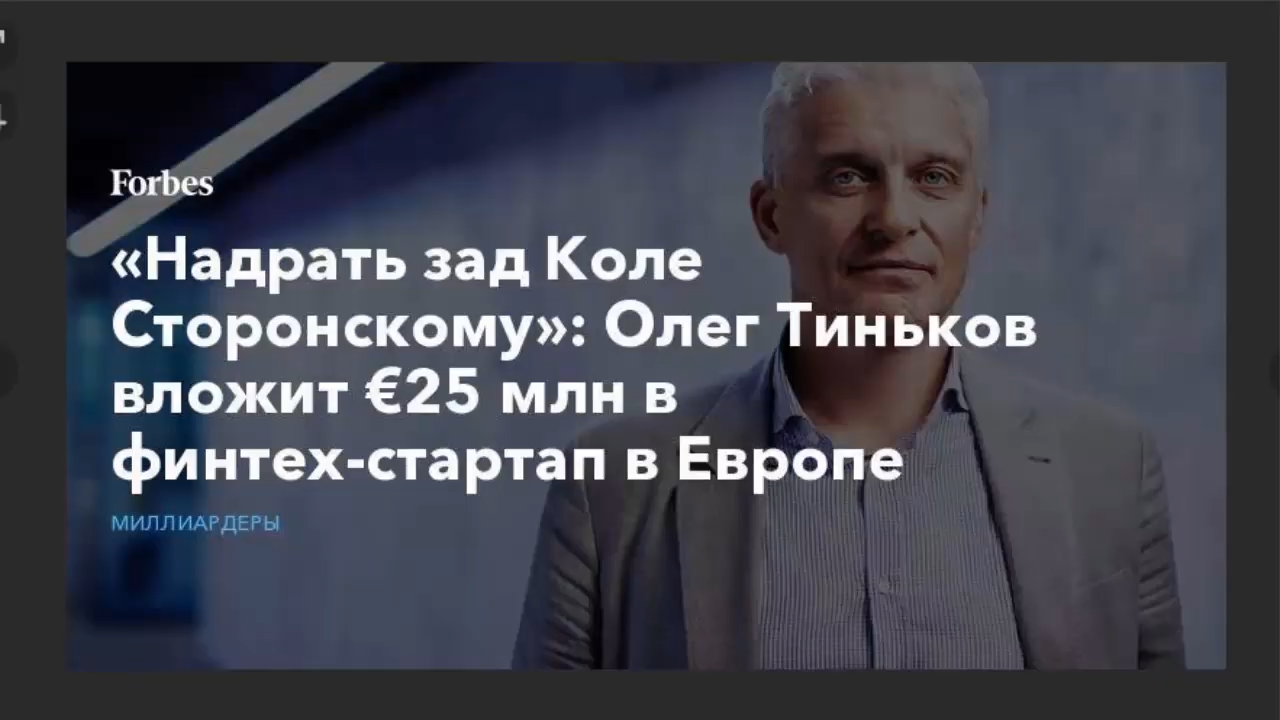 Forbes
«Надрать зад Коле
Сторонскому»: Олег Тиньков
вложит €25 млн в
финтех-стартап в Европе
МИЛЛИАРДЕРЫ